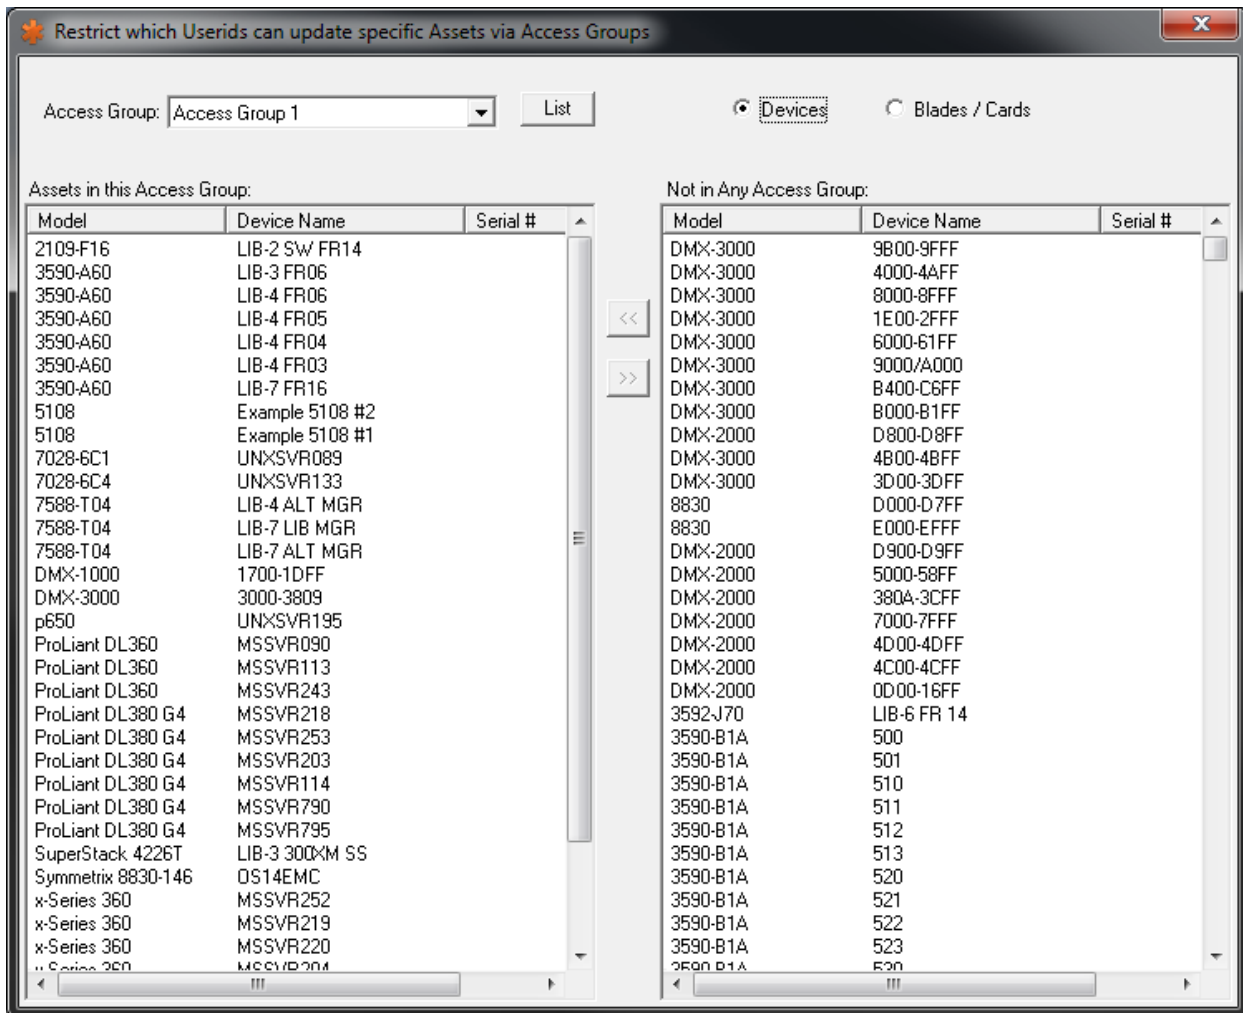 Restrict which Userids can update specific Assets via Access Groups
Access Group: Access Group 1 List Devices Blades / Cards
Assets in this Access Group:
Model Device Name Serial #
2109-F16 LIB-2 SW FR14
3590-A60 LIB-3 FR06
3590-A60 LIB-4 FR06
3590-A60 LIB-4 FR05
3590-A60 LIB-4 FR04
3590-A60 LIB-4 FR03
3590-A60 LIB-7 FR16
5108 Example 5108 #2
5108 Example 5108 #1
7028-6C1 UNXSVR089
7028-6C4 UNXSVR133
7588-T04 LIB-4 ALT MGR
7588-T04 LIB-7 LIB MGR
7588-T04 LIB-7 ALT MGR
DMX-1000 1700-1DFF
DMX-3000 3000-3809
p650 UNXSVR195
ProLiant DL360 MSSVR090
ProLiant DL360 MSSVR113
ProLiant DL360 MSSVR243
ProLiant DL380 G4 MSSVR218
ProLiant DL380 G4 MSSVR253
ProLiant DL380 G4 MSSVR203
ProLiant DL380 G4 MSSVR114
ProLiant DL380 G4 MSSVR790
ProLiant DL380 G4 MSSVR795
SuperStack 4226T LIB-3 300XM SS
Symmetrix 8830-146 OS14EMC
x-Series 360 MSSVR252
x-Series 360 MSSVR219
x-Series 360 MSSVR220
x-Series 360 MSSVR204
<<
>>
Not in Any Access Group:
Model Device Name Serial #
DMX-3000 9B00-9FFF
DMX-3000 4000-4AFF
DMX-3000 8000-8FFF
DMX-3000 1E00-2FFF
DMX-3000 6000-61FF
DMX-3000 9000/A000
DMX-3000 B400-C6FF
DMX-3000 B000-B1FF
DMX-2000 D800-D8FF
DMX-3000 4B00-4BFF
DMX-3000 3D00-3DFF
8830 D000-D7FF
8830 E000-EFFF
DMX-2000 D900-D9FF
DMX-2000 5000-58FF
DMX-2000 380A-3CFF
DMX-2000 7000-7FFF
DMX-2000 4D00-4DFF
DMX-2000 4C00-4CFF
DMX-2000 0D00-16FF
3592-J70 LIB-6 FR 14
3590-B1A 500
3590-B1A 501
3590-B1A 510
3590-B1A 511
3590-B1A 512
3590-B1A 513
3590-B1A 520
3590-B1A 521
3590-B1A 522
3590-B1A 523
3590-B1A 530